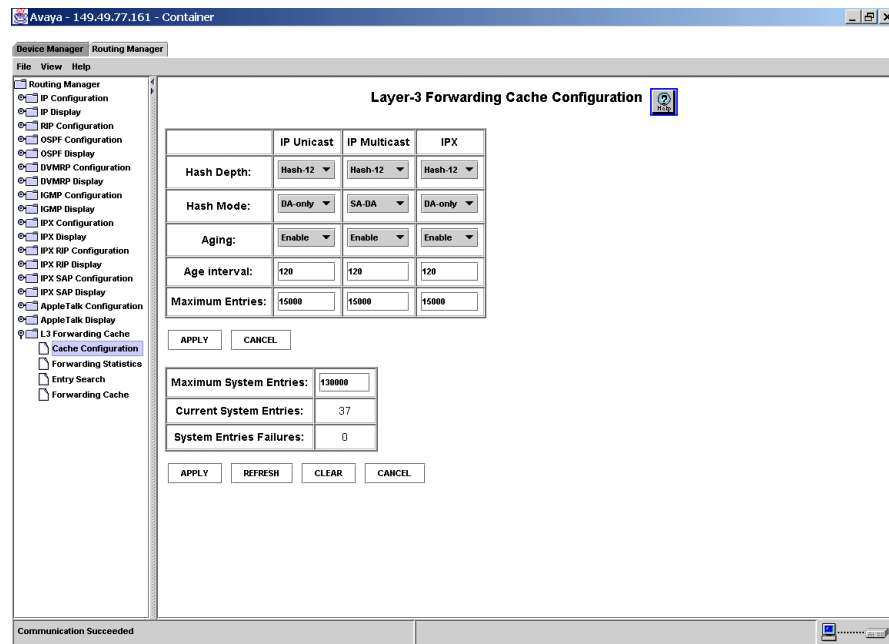 Avaya - 149.49.77.161 - Container
Device Manager Routing Manager
File View Help
Routing Manager
IP Configuration
IP Display
RIP Configuration
OSPF Configuration
OSPF Display
DVMRP Configuration
DVMRP Display
IGMP Configuration
IGMP Display
IPX Configuration
IPX Display
IPX RIP Configuration
IPX RIP Display
IPX SAP Configuration
IPX SAP Display
AppleTalk Configuration
AppleTalk Display
L3 Forwarding Cache
Cache Configuration
Forwarding Statistics
Entry Search
Forwarding Cache
Layer-3 Forwarding Cache Configuration
Help
IP Unicast IP Multicast IPX
Hash Depth: Hash-12 Hash-12 Hash-12
Hash Mode: DA-only SA-DA DA-only
Aging: Enable Enable Enable
Age interval: 120 120 120
Maximum Entries: 15000 15000 15000
APPLY CANCEL
Maximum System Entries: 130000
Current System Entries: 37
System Entries Failures: 0
APPLY REFRESH CLEAR CANCEL
Communication Succeeded